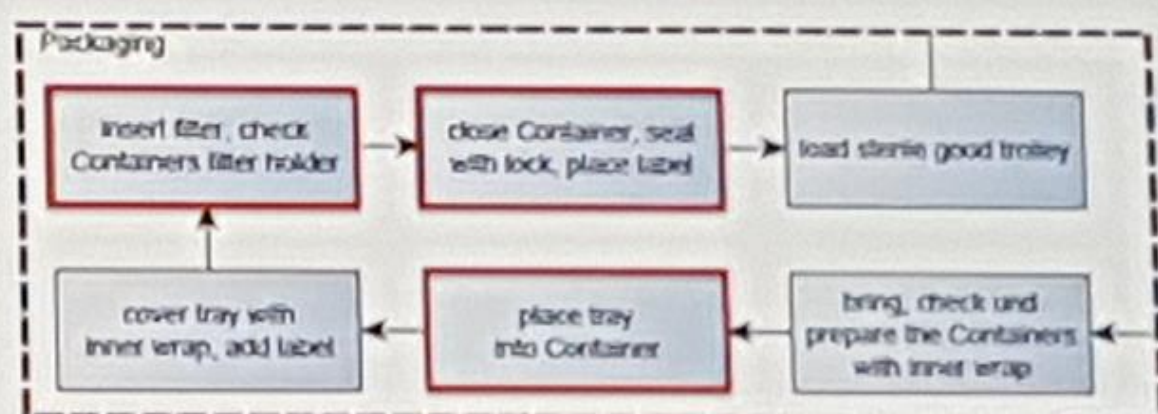 Packaging
insert filter, check
Containers filter holder
close Container, seal
with lock, place label
load sterile good trolley
cover tray with
inner wrap, add label
place tray
into Container
bring, check und
prepare the Containers
with inner wrap